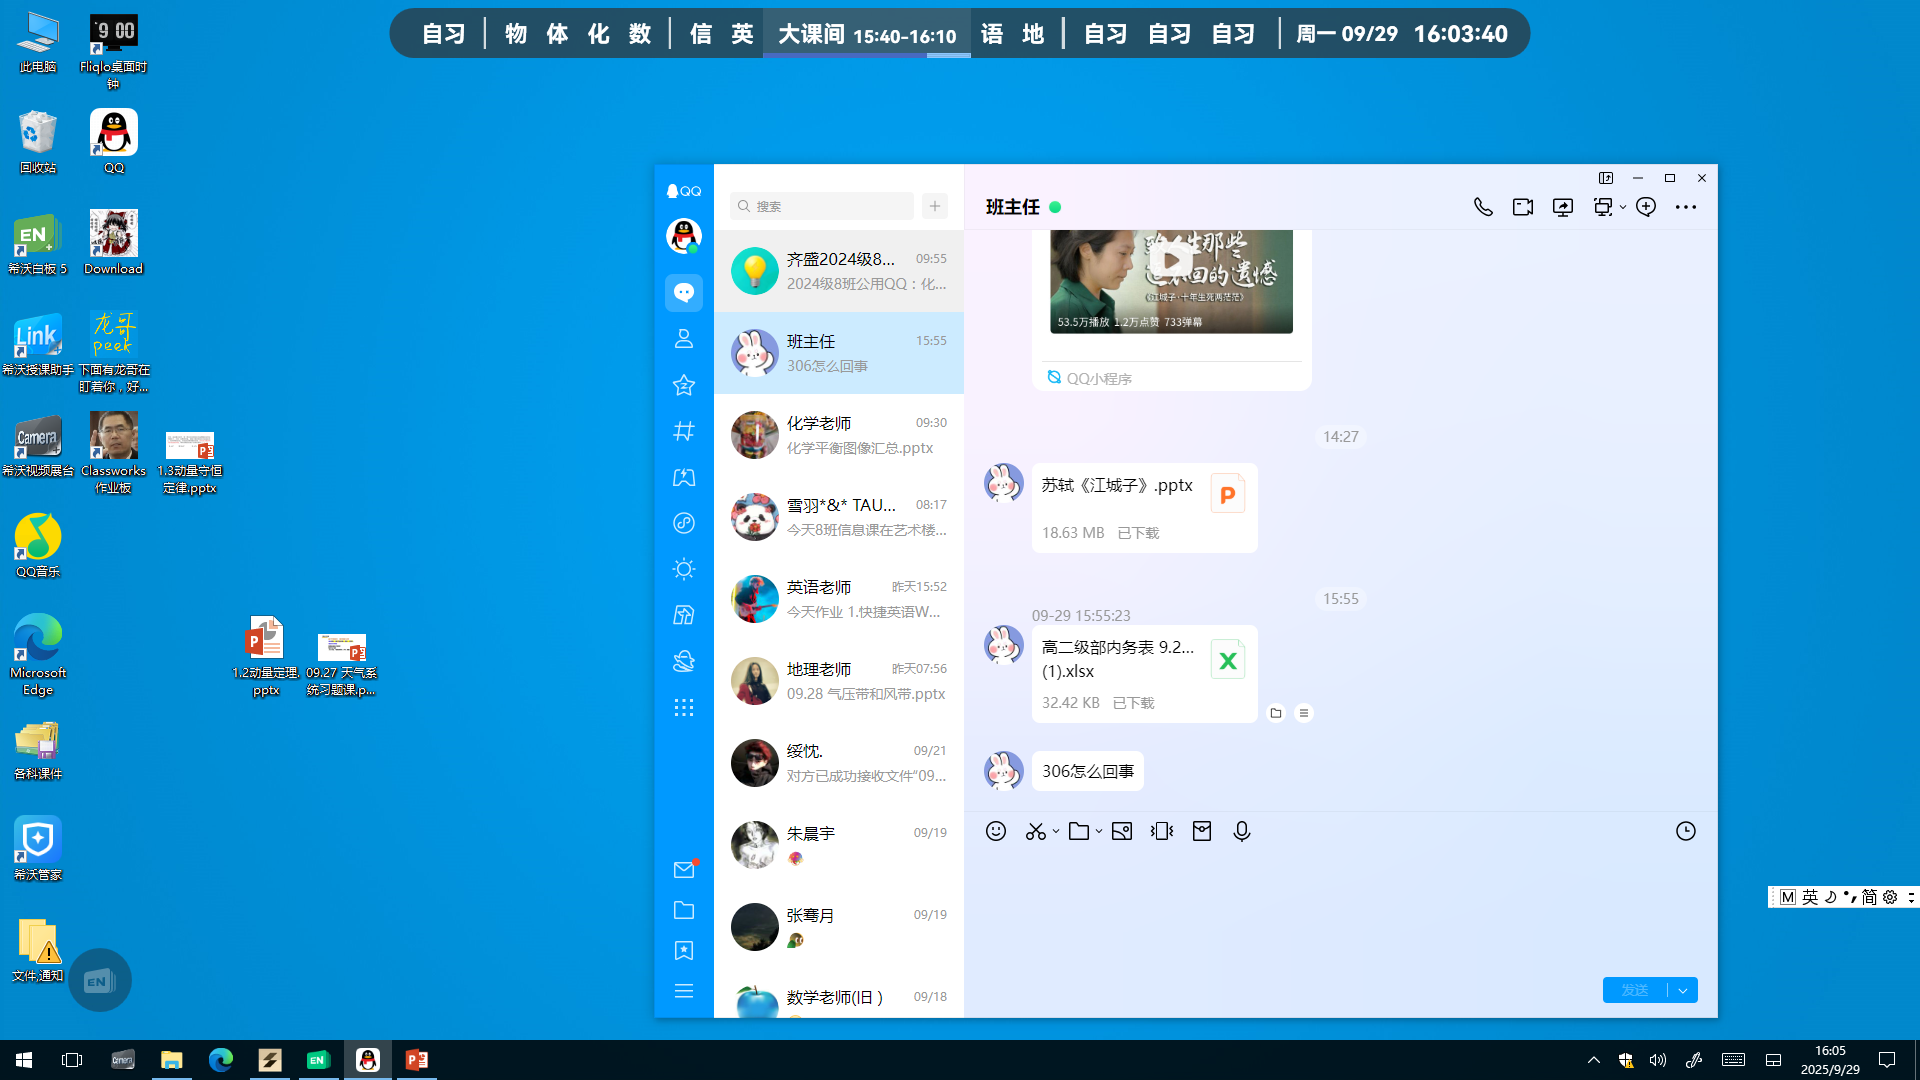 自习 物 体 化 数 信 英 大课间 15:40-16:10 语 地 自习 自习 自习 周一 09/29 16:03:40
此电脑
9 00
Fliqlo桌面时
钟
回收站
QQ
EN
希沃白板 5
Download
Link
希沃授课助手
龙哥
peek
下面有龙哥在
盯着你，好...
Camera
希沃视频展台
Classworks
作业板
1.3动量守恒
定律.pptx
QQ音乐
Microsoft
Edge
1.2动量定理.
pptx
09.27 天气系
统习题课.p...
各科课件
希沃管家
文件,通知
EN
QQ
搜索
齐盛2024级8... 09:55
2024级8班公用QQ：化...
班主任 15:55
306怎么回事
化学老师 09:30
化学平衡图像汇总.pptx
雪羽*&* TAU... 08:17
今天8班信息课在艺术楼...
英语老师 昨天15:52
今天作业 1.快捷英语W...
地理老师 昨天07:56
09.28 气压带和风带.pptx
绥忱. 09/21
对方已成功接收文件“09...
朱晨宇 09/19
张骞月 09/19
数学老师(旧 ) 09/18
班主任
《江城子·十年生死两茫茫》
53.5万播放 1.2万点赞 733弹幕
QQ小程序
14:27
苏轼《江城子》.pptx
P
18.63 MB 已下载
15:55
09-29 15:55:23
高二级部内务表 9.2...
(1).xlsx
X
32.42 KB 已下载
306怎么回事
发送
M 英 简
Camera
EN
16:05
2025/9/29